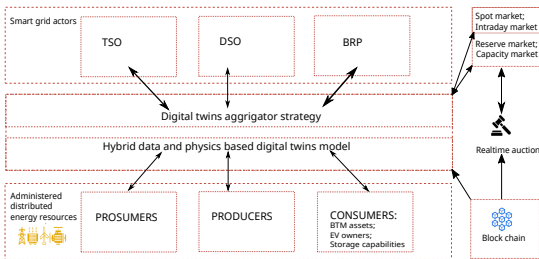 Smart grid actors
TSO
DSO
BRP
Spot market;
Intraday market
Reserve market;
Capacity market
Digital twins aggrigator strategy
Hybrid data and physics based digital twins model
Realtime auction
Administered
distributed
energy resources
PROSUMERS
PRODUCERS
CONSUMERS:
BTM assets;
EV owners;
Storage capabilities
Block chain